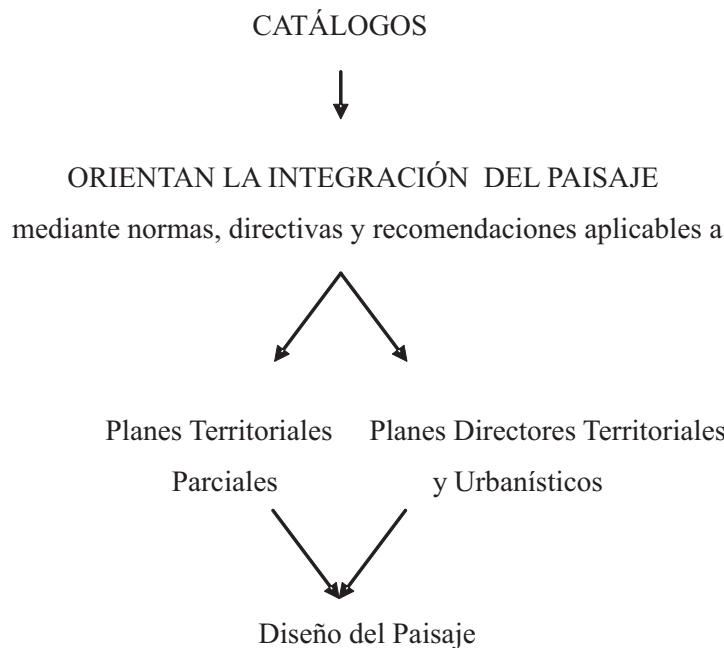 CATÁLOGOS
ORIENTAN LA INTEGRACIÓN DEL PAISAJE
mediante normas, directivas y recomendaciones aplicables a
Planes Territoriales
Parciales
Planes Directores Territoriales
y Urbanísticos
Diseño del Paisaje